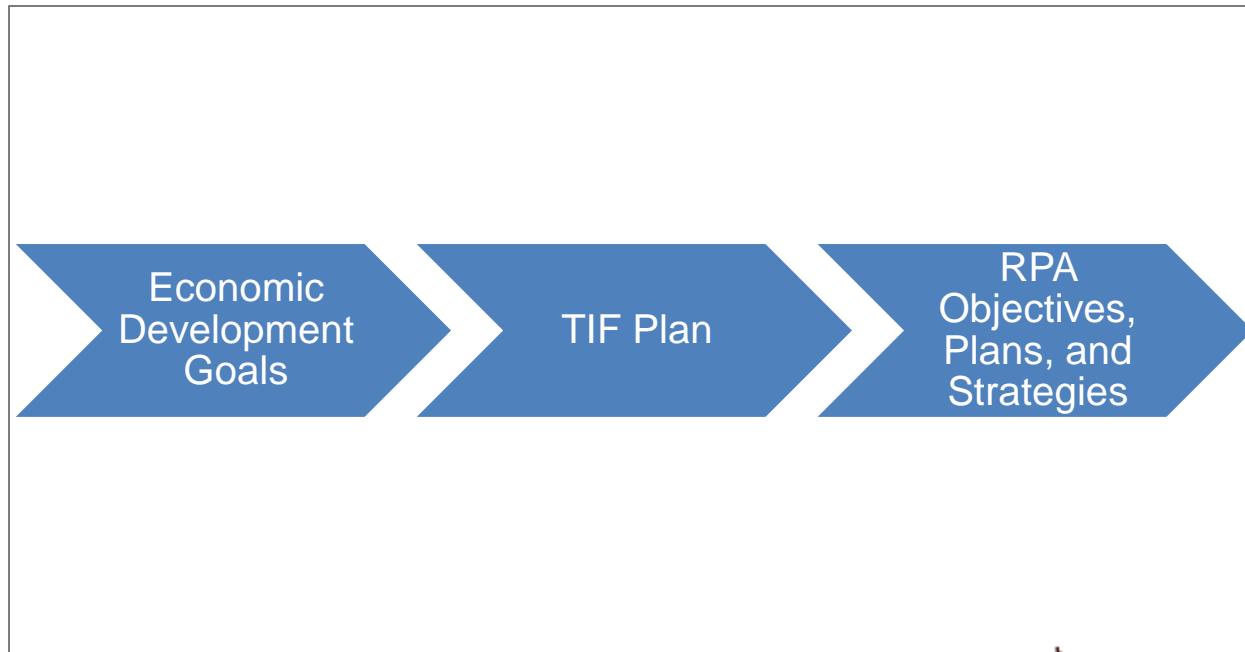 Economic
Development
Goals
TIF Plan
RPA
Objectives,
Plans, and
Strategies